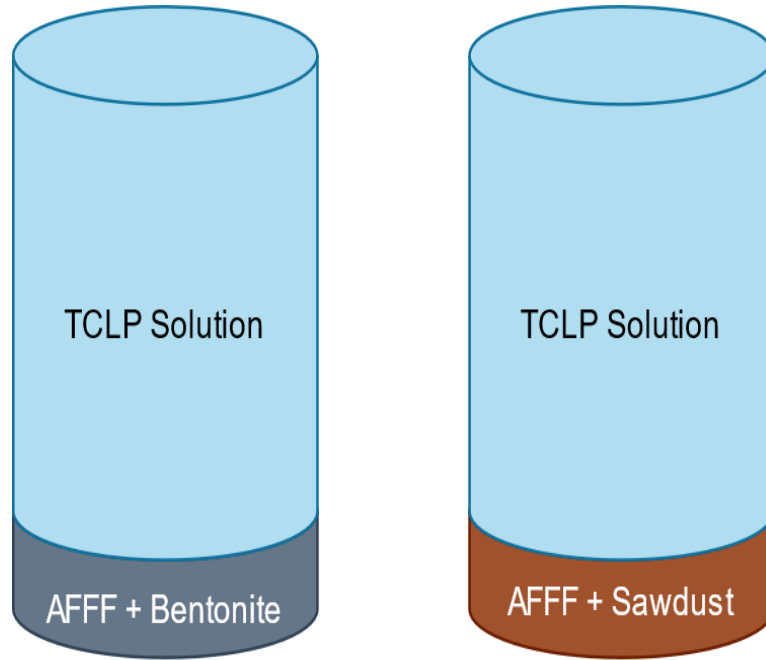 TCLP Solution
TCLP Solution
AFFF + Bentonite
AFFF + Sawdust